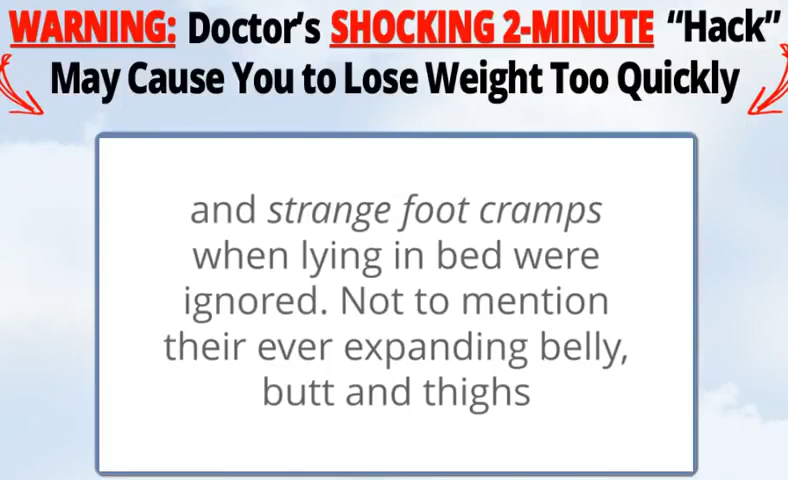 WARNING: Doctor's SHOCKING 2-MINUTE “Hack”
May Cause You to Lose Weight Too Quickly
and strange foot cramps
when lying in bed were
ignored. Not to mention
their ever expanding belly,
butt and thighs